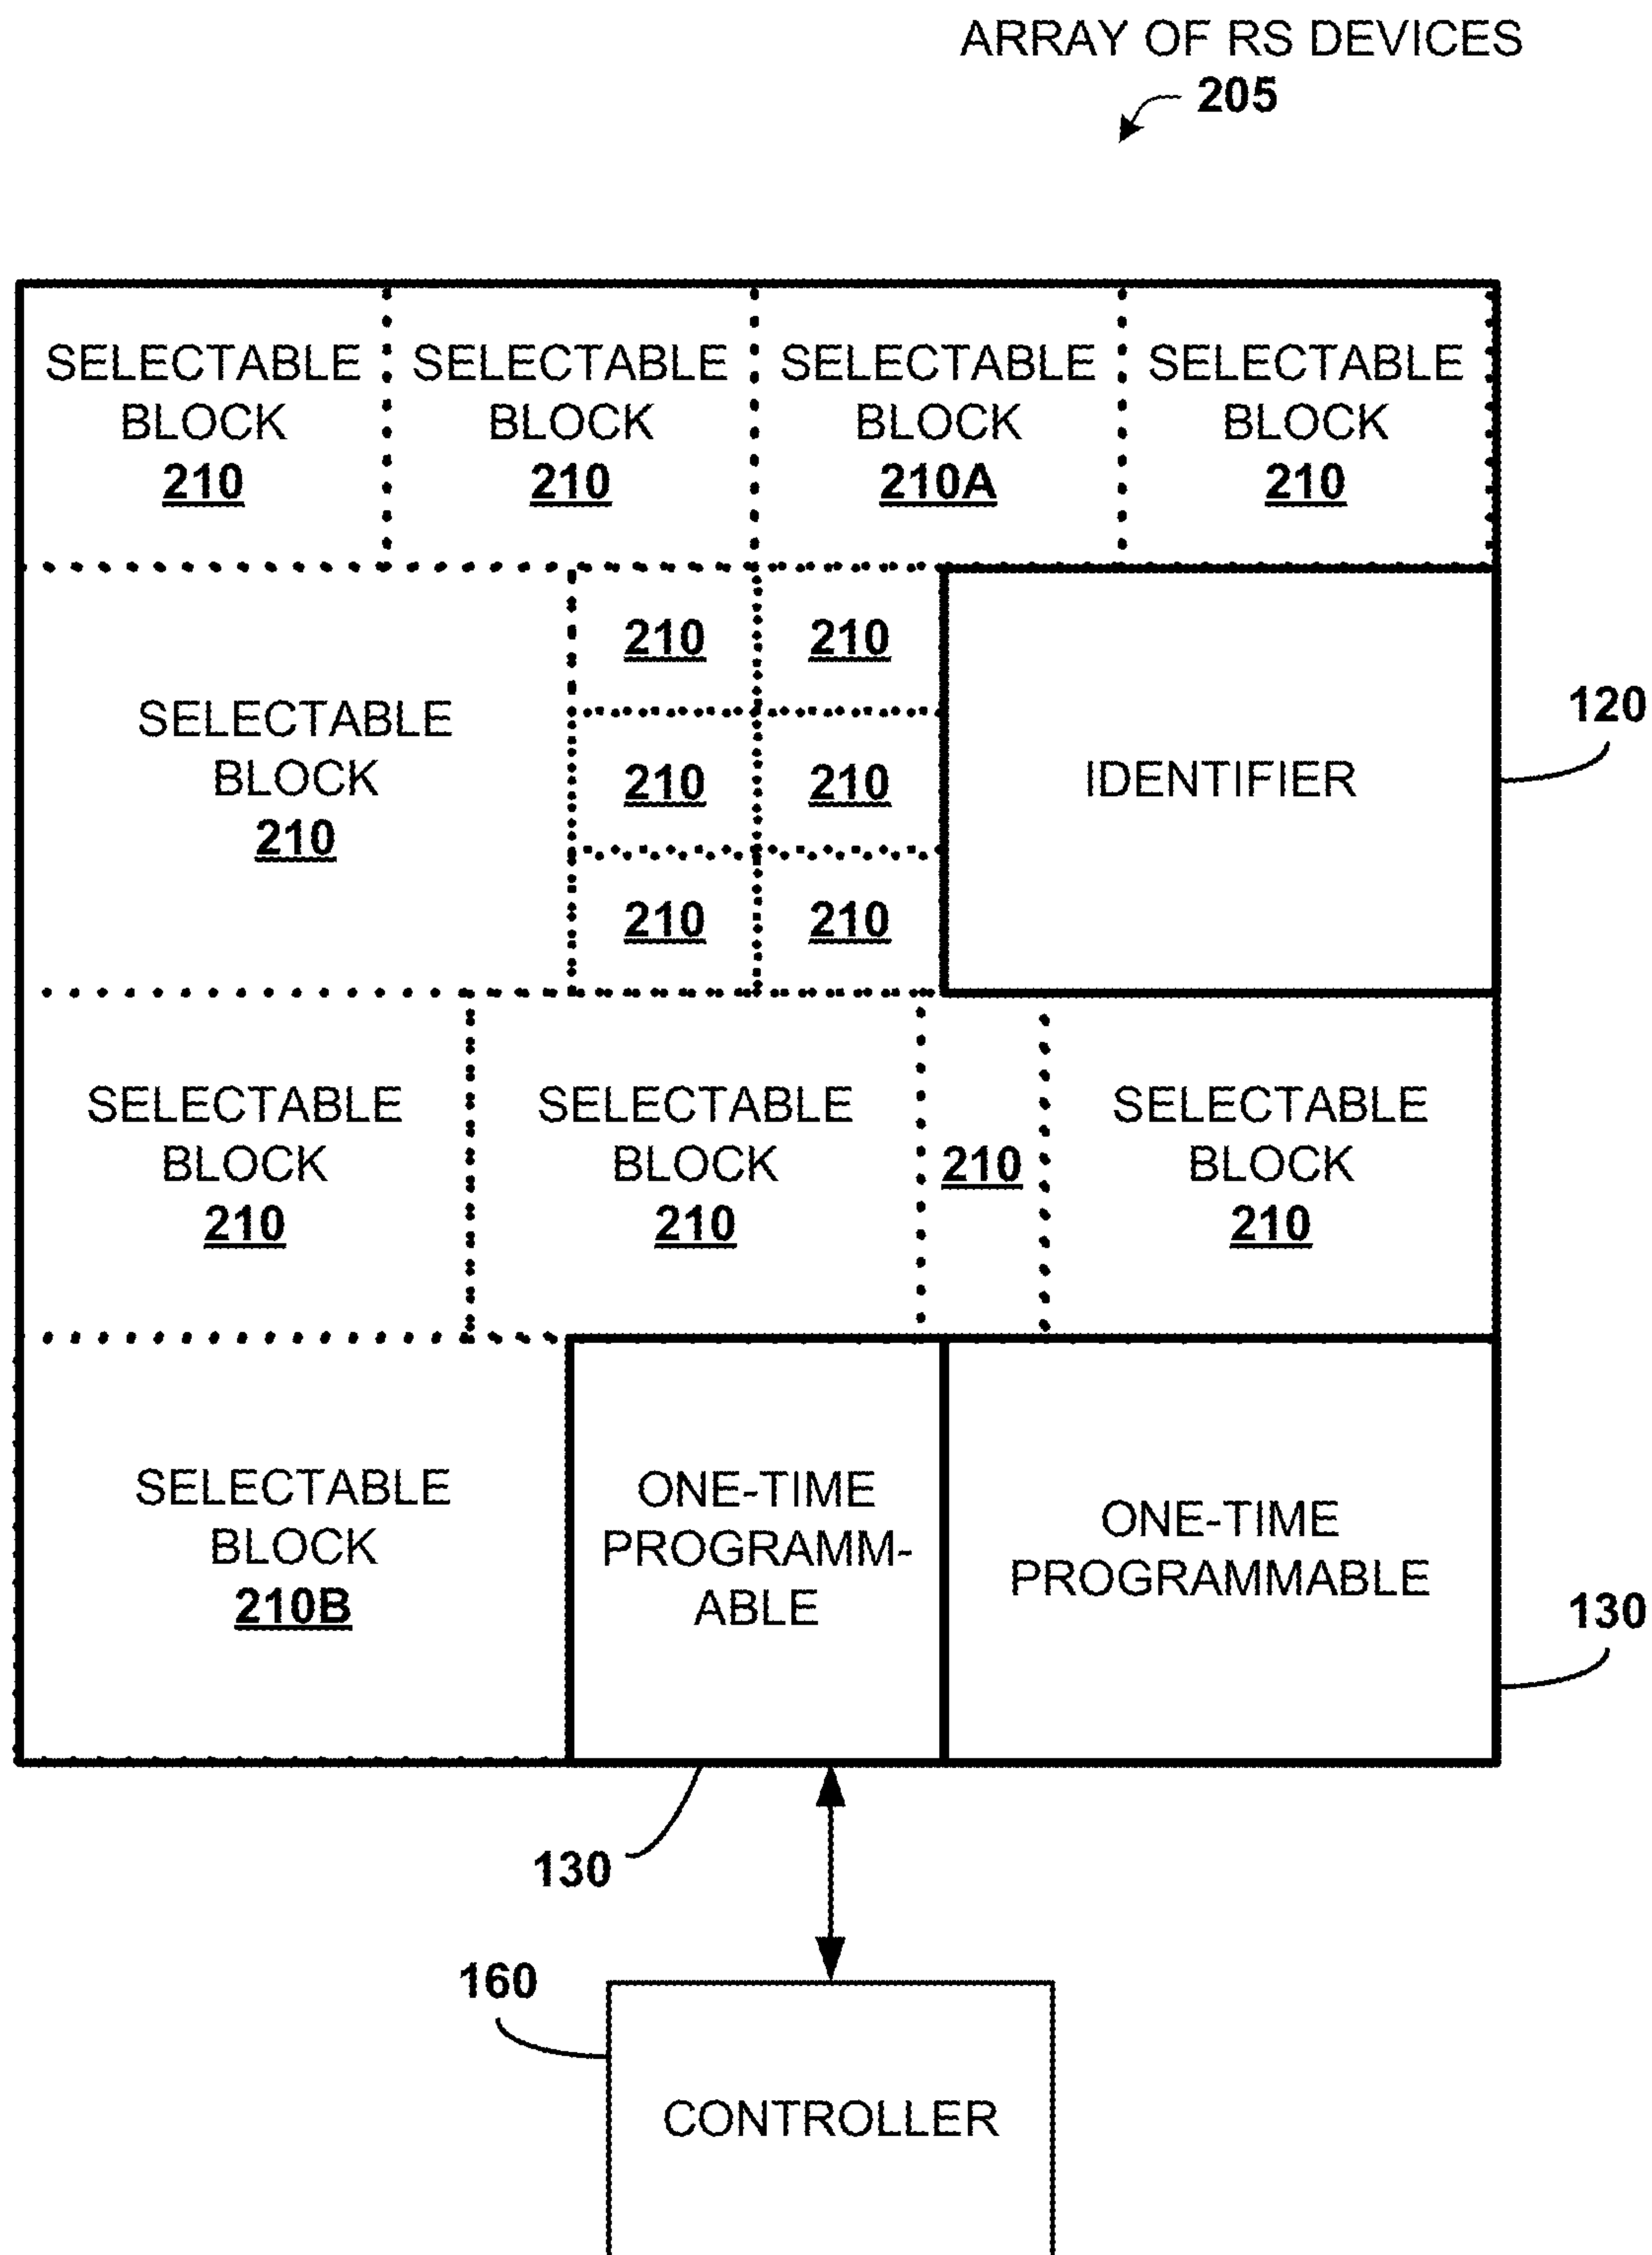 ARRAY OF RS DEVICES
205
SELECTABLE
BLOCK
210
SELECTABLE
BLOCK
210
SELECTABLE
BLOCK
210A
SELECTABLE
BLOCK
210
SELECTABLE
BLOCK
210
210
210
210
210
210
210
IDENTIFIER
120
SELECTABLE
BLOCK
210
SELECTABLE
BLOCK
210
210
SELECTABLE
BLOCK
210
SELECTABLE
BLOCK
210B
ONE-TIME
PROGRAMM-
ABLE
ONE-TIME
PROGRAMMABLE
130
130
160
CONTROLLER